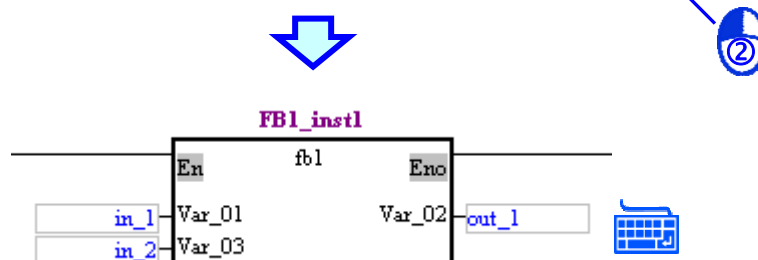 ②
FB1_inst1
En fb1 Eno
in_1 Var_01 Var_02 out_1
in_2 Var_03